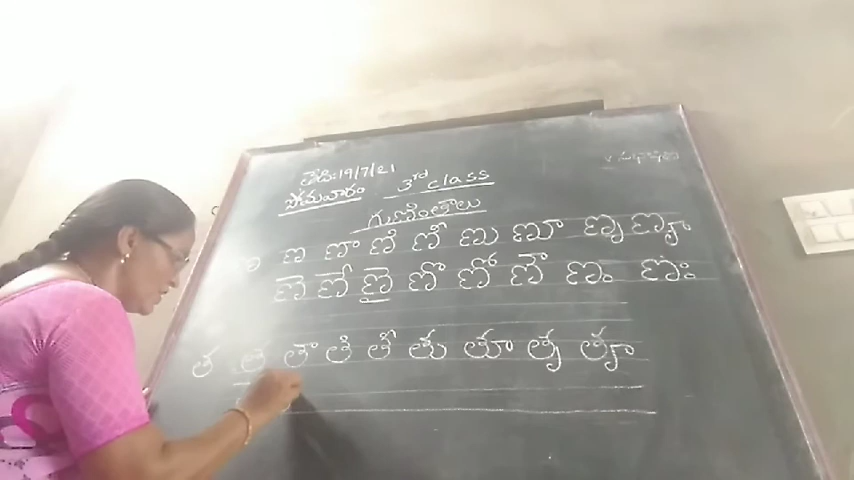 తేది:19/7/21
సోమవారం 3rd class
గుణింతాలు
ణ ణా ణి ణీ ణు ణూ ణృ ణౄ
ణె ణే ణై ణొ ణో ణౌ ణం ణః
త త తా తి తీ తు తూ తృ తౄ